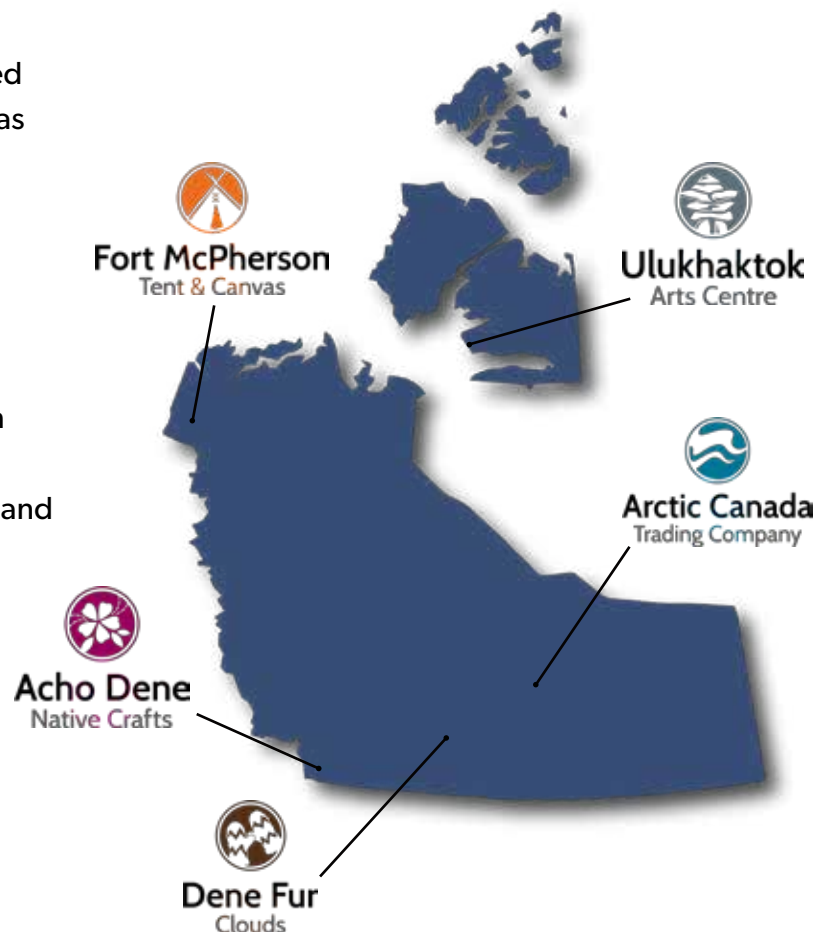 ed
as
Fort McPherson
Tent & Canvas
Ulukhaktok
Arts Centre
n
and
Arctic Canada
Trading Company
Acho Dene
Native Crafts
Dene Fur
Clouds